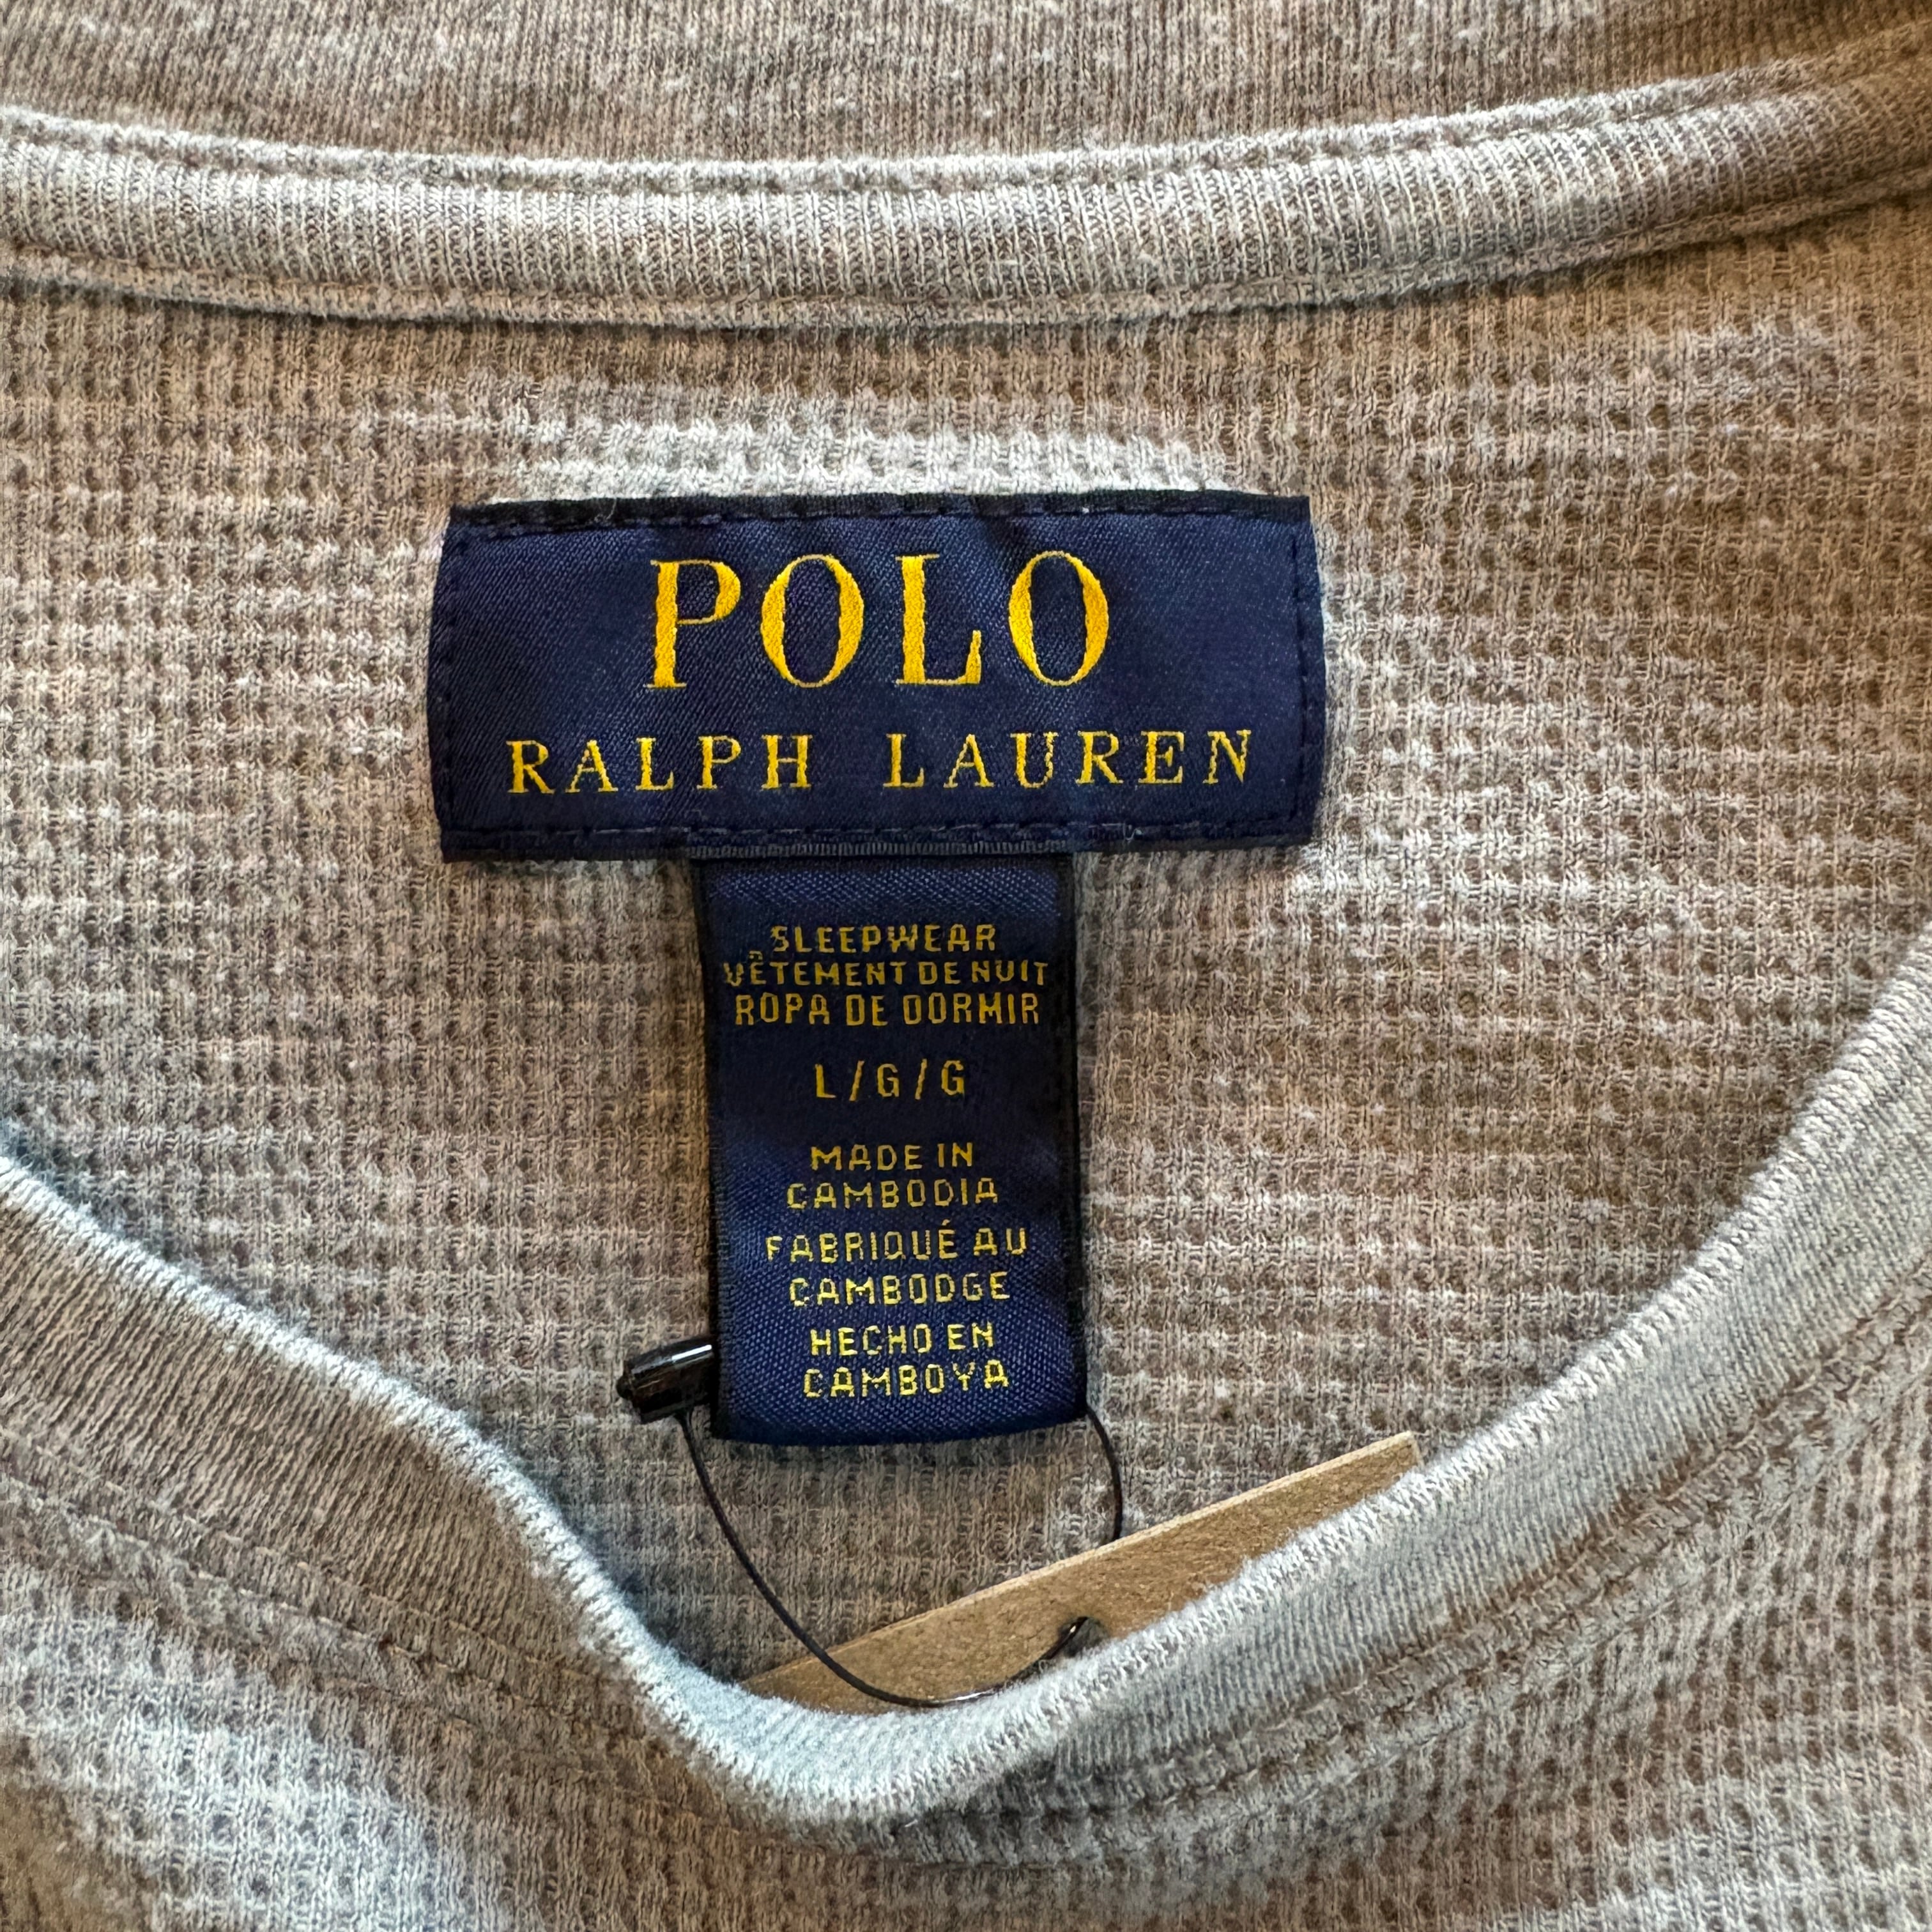 POLO
RALPH LAUREN
SLEEPWEAR
VÊTEMENT DE NUIT
ROPA DE DORMIR
L/G/G
MADE IN
CAMBODIA
FABRIQUÉ AU
CAMBODGE
HECHO EN
CAMBOYA